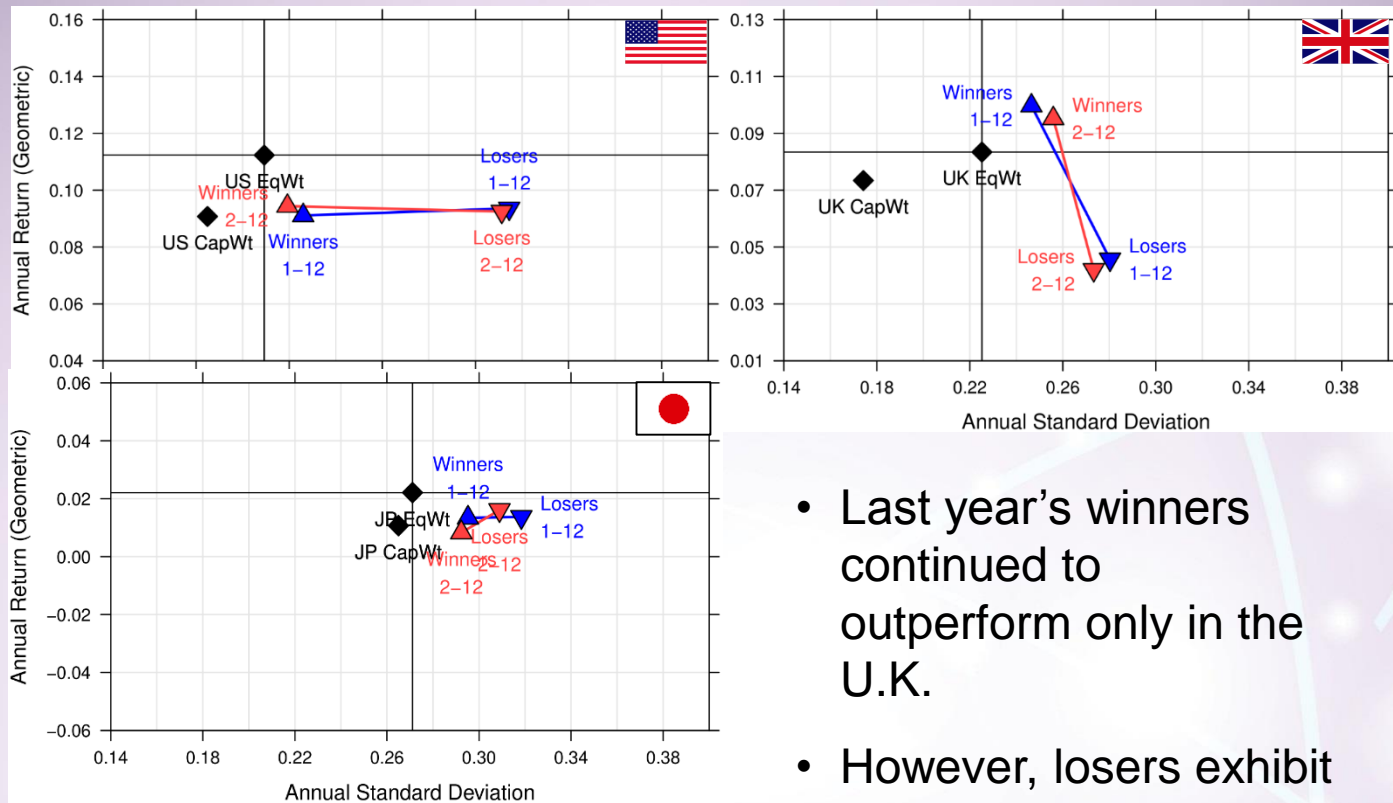 0.16
0.14
0.12
0.10
0.08
0.06
0.04
Annual Return (Geometric)
US EqWt
US CapWt
Winners
2−12
Winners
1−12
Losers
1−12
Losers
2−12
0.13
0.11
0.09
0.07
0.05
0.03
0.01
Winners
1−12
Winners
2−12
UK EqWt
UK CapWt
Losers
2−12
Losers
1−12
0.14 0.18 0.22 0.26 0.30 0.34 0.38
Annual Standard Deviation
0.06
0.04
0.02
0.00
−0.02
−0.04
−0.06
Annual Return (Geometric)
Winners
1−12
Losers
1−12
JP EqWt
JP CapWt
Losers
2−12
Winners
2−12
0.14 0.18 0.22 0.26 0.30 0.34 0.38
Annual Standard Deviation
• Last year’s winners
continued to
outperform only in the
U.K.
• However, losers exhibit